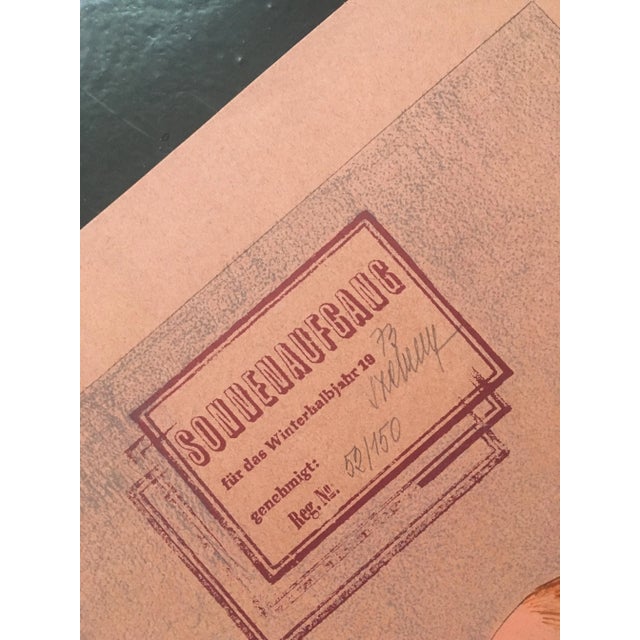 SONNENAUFGANG
für das Winterhalbjahr 19 73
genehmigt:
Reg. No. 52/150